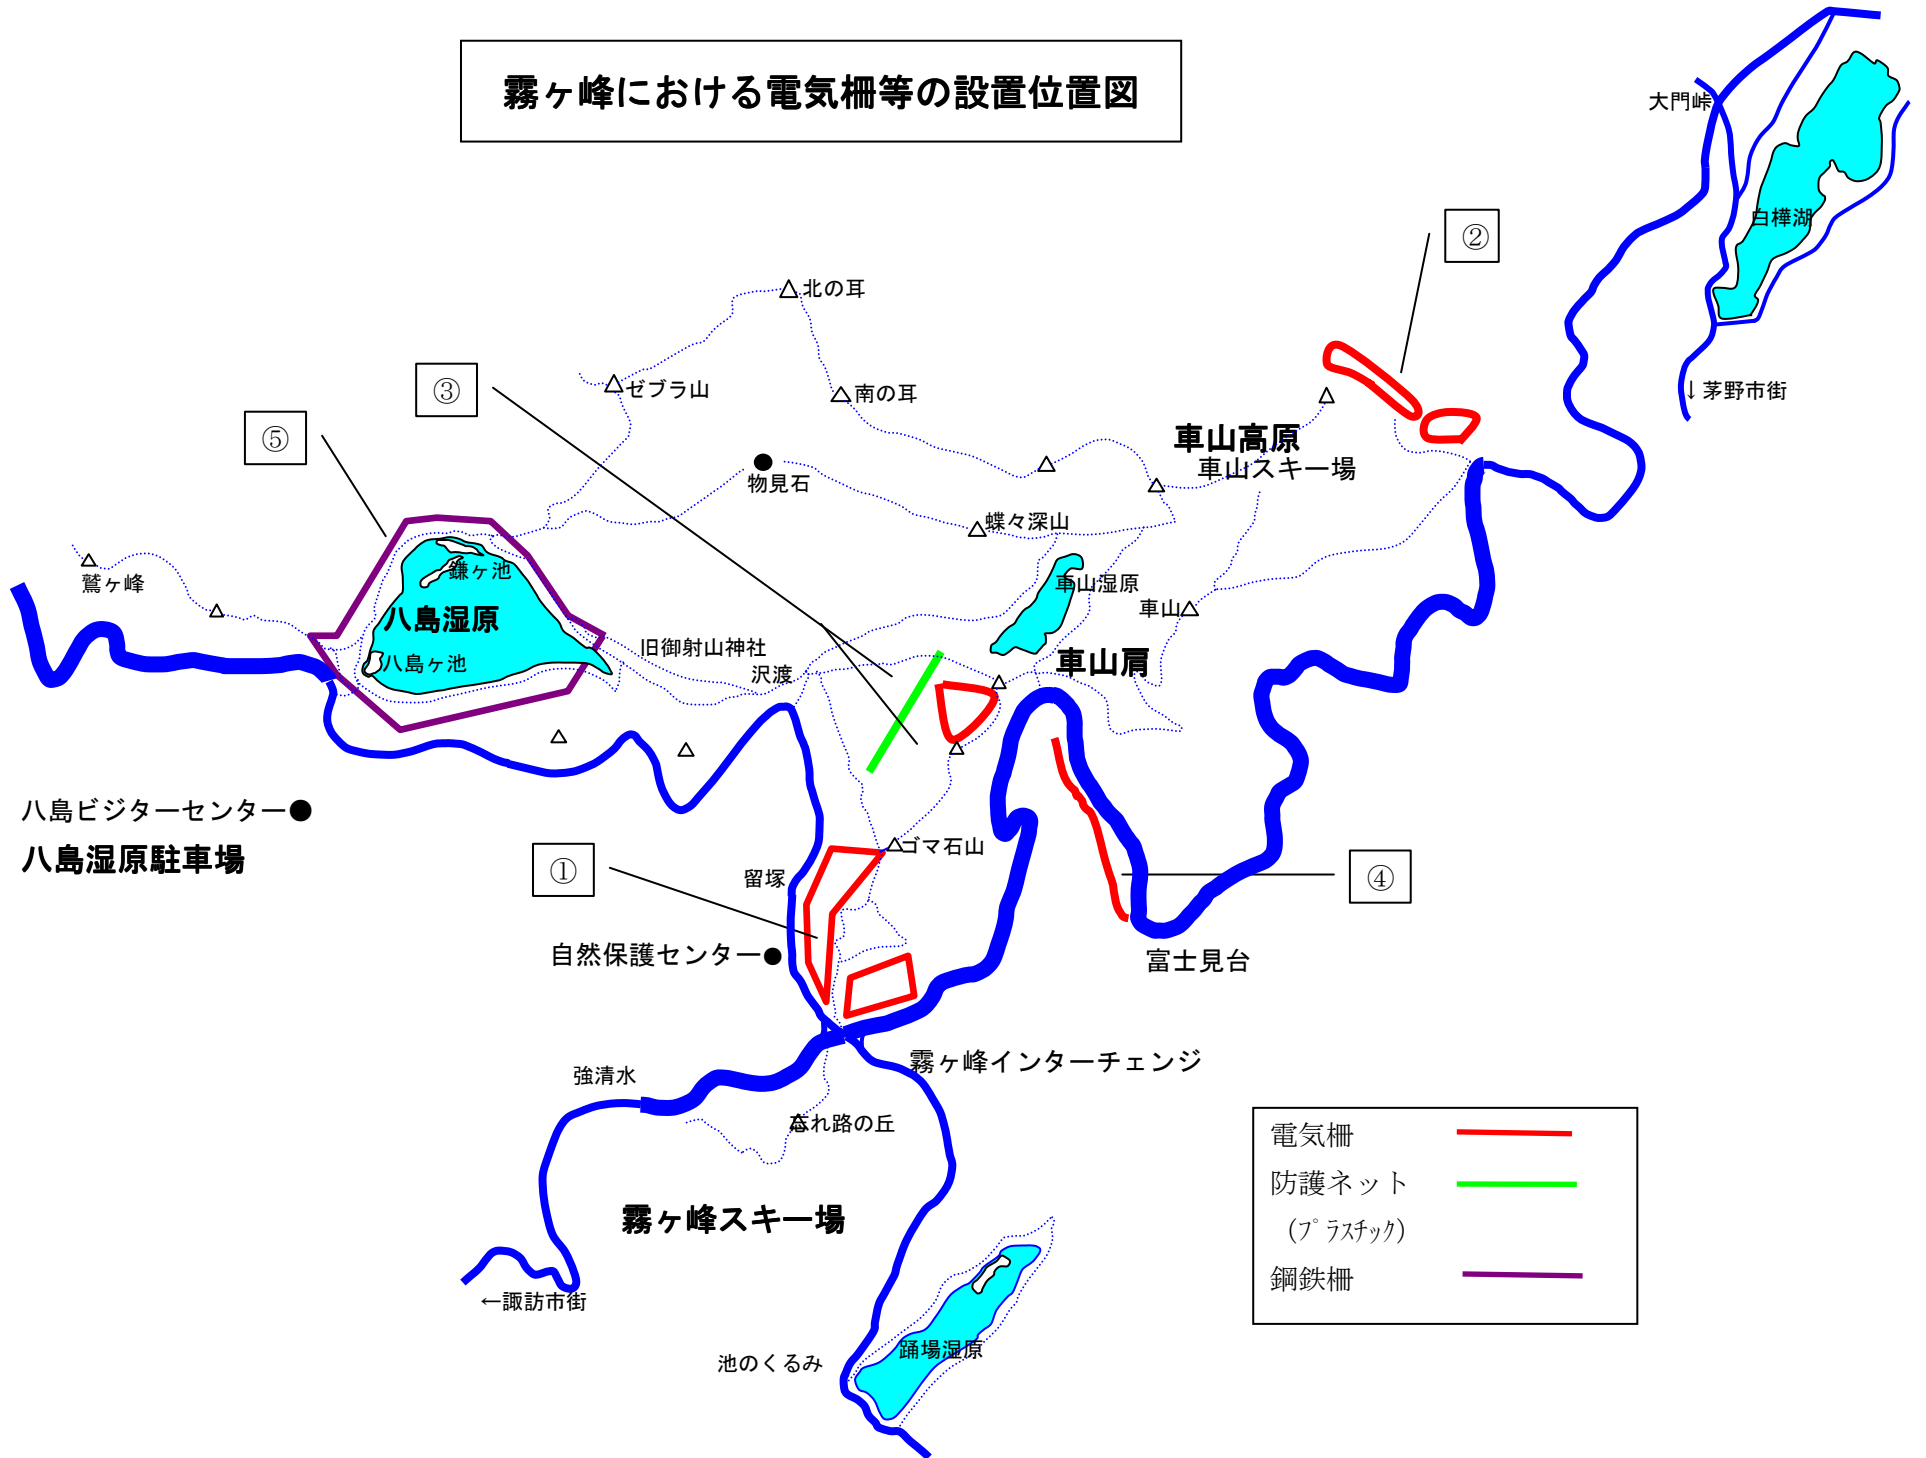 霧ヶ峰における電気柵等の設置位置図
大門峠
白樺湖
②
北の耳
③
ゼブラ山
南の耳
↓茅野市街
⑤
車山高原
車山スキー場
物見石
蝶々深山
鎌ヶ池
鷲ヶ峰
車山湿原
車山
八島湿原
旧御射山神社
八島ヶ池
車山肩
沢渡
八島ビジターセンター●
八島湿原駐車場
ゴマ石山
①
留塚
④
自然保護センター●
富士見台
霧ヶ峰インターチェンジ
強清水
忘れ路の丘
電気柵
防護ネット
（プラスチック）
鋼鉄柵
霧ヶ峰スキー場
←諏訪市街
踊場湿原
池のくるみ